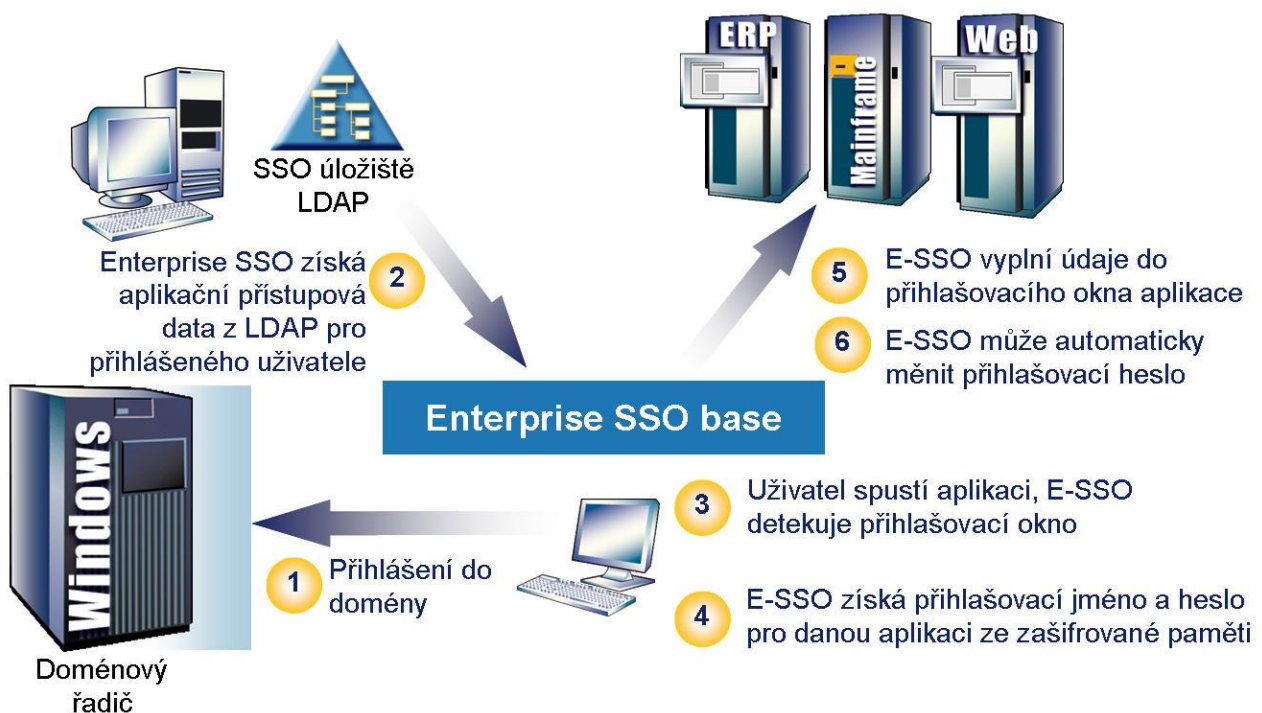 ERP
Mainframe
Web
SSO úložiště
LDAP
Enterprise SSO získá
aplikační přístupová
data z LDAP pro
přihlášeného uživatele
2
5
E-SSO vyplní údaje do
přihlašovacího okna aplikace
6
E-SSO může automaticky
měnit přihlašovací heslo
Enterprise SSO base
Windows
Doménový
řadič
1
Přihlášení do
domény
3
Uživatel spustí aplikaci, E-SSO
detekuje přihlašovací okno
4
E-SSO získá přihlašovací jméno a heslo
pro danou aplikaci ze zašifrované paměti